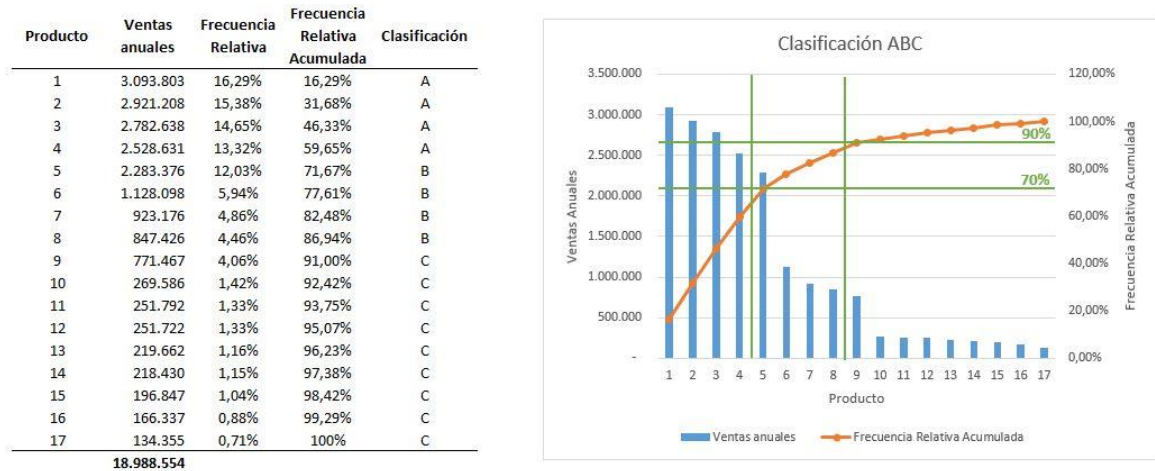 Producto Ventas anuales Frecuencia Relativa Frecuencia Relativa Acumulada Clasificación
1 3.093.803 16,29% 16,29% A
2 2.921.208 15,38% 31,68% A
3 2.782.638 14,65% 46,33% A
4 2.528.631 13,32% 59,65% A
5 2.283.376 12,03% 71,67% B
6 1.128.098 5,94% 77,61% B
7 923.176 4,86% 82,48% B
8 847.426 4,46% 86,94% B
9 771.467 4,06% 91,00% C
10 269.586 1,42% 92,42% C
11 251.792 1,33% 93,75% C
12 251.722 1,33% 95,07% C
13 219.662 1,16% 96,23% C
14 218.430 1,15% 97,38% C
15 196.847 1,04% 98,42% C
16 166.337 0,88% 99,29% C
17 134.355 0,71% 100% C
18.988.554
Clasificación ABC
3.500.000
3.000.000
2.500.000
2.000.000
1.500.000
1.000.000
500.000
-
Ventas Anuales
120,00%
100,00%
80,00%
60,00%
40,00%
20,00%
0,00%
Frecuencia Relativa Acumulada
90%
70%
1 2 3 4 5 6 7 8 9 10 11 12 13 14 15 16 17
Producto
Ventas anuales Frecuencia Relativa Acumulada